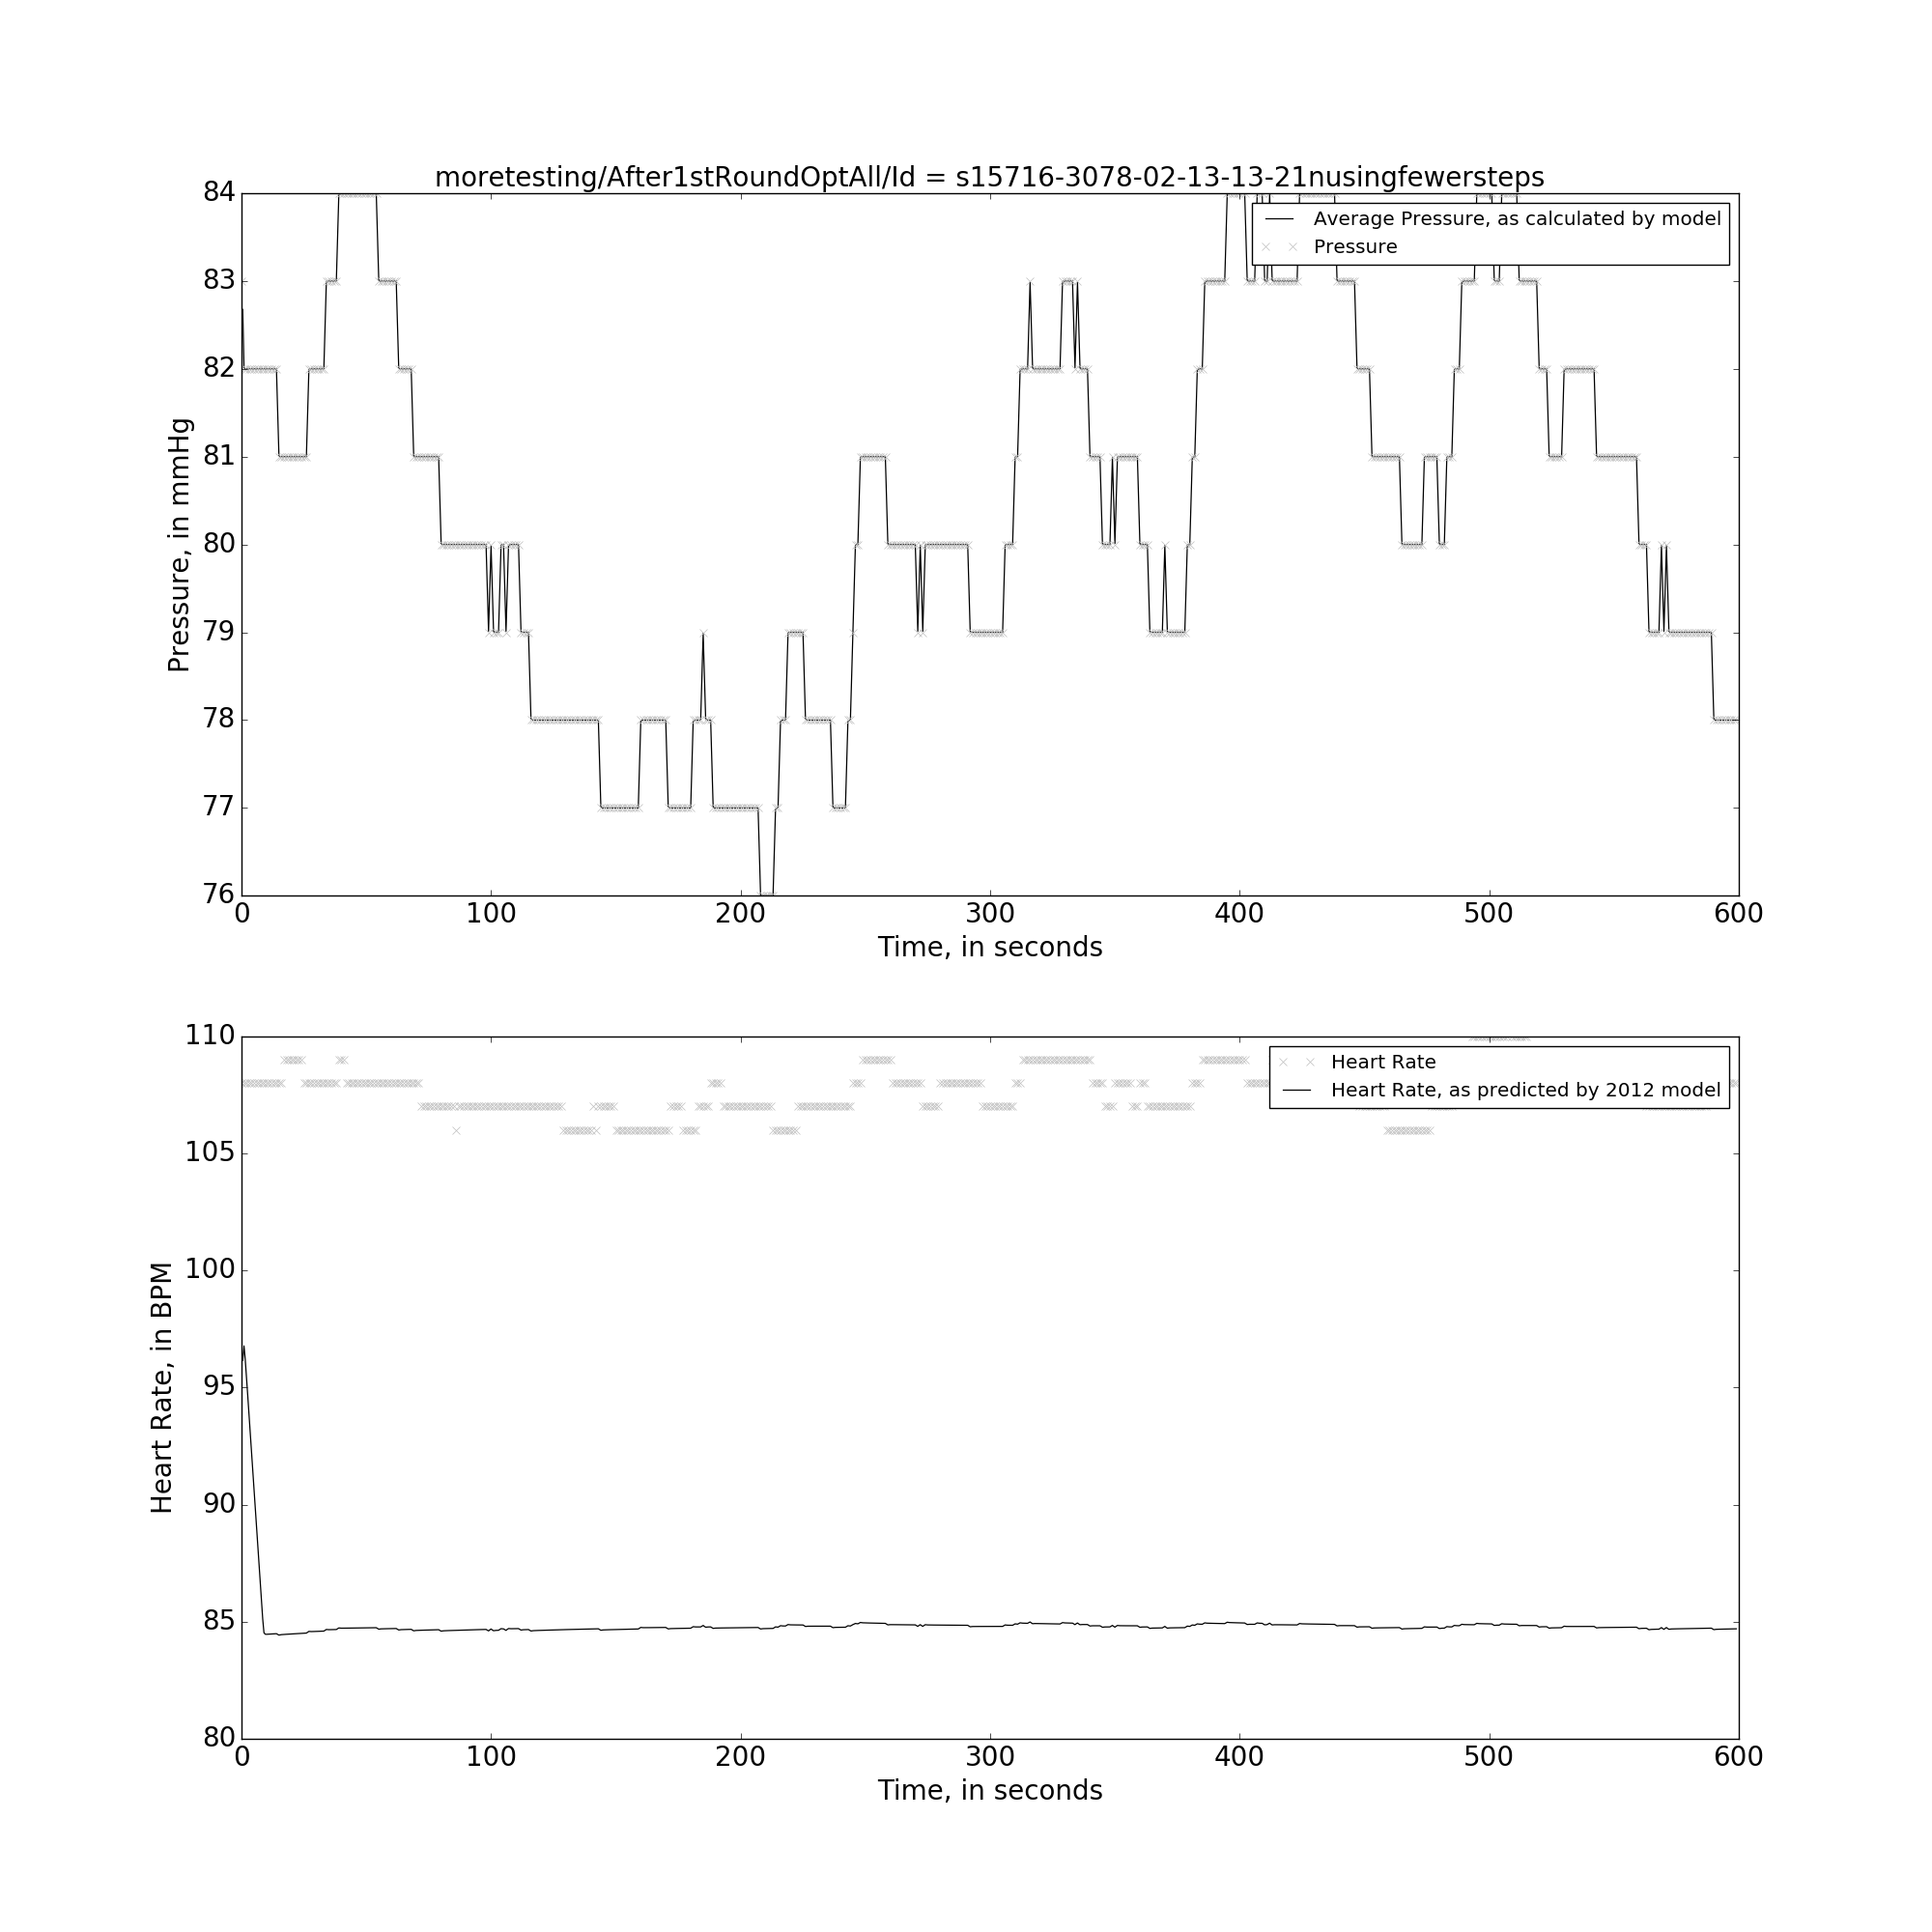 moretesting/After1stRoundOptAll/Id = s15716-3078-02-13-13-21nusingfewersteps
84
83
82
81
80
79
78
77
76
Pressure, in mmHg
Average Pressure, as calculated by model
Pressure
0 100 200 300 400 500 600
Time, in seconds
110
105
100
95
90
85
80
Heart Rate, in BPM
Heart Rate
Heart Rate, as predicted by 2012 model
0 100 200 300 400 500 600
Time, in seconds